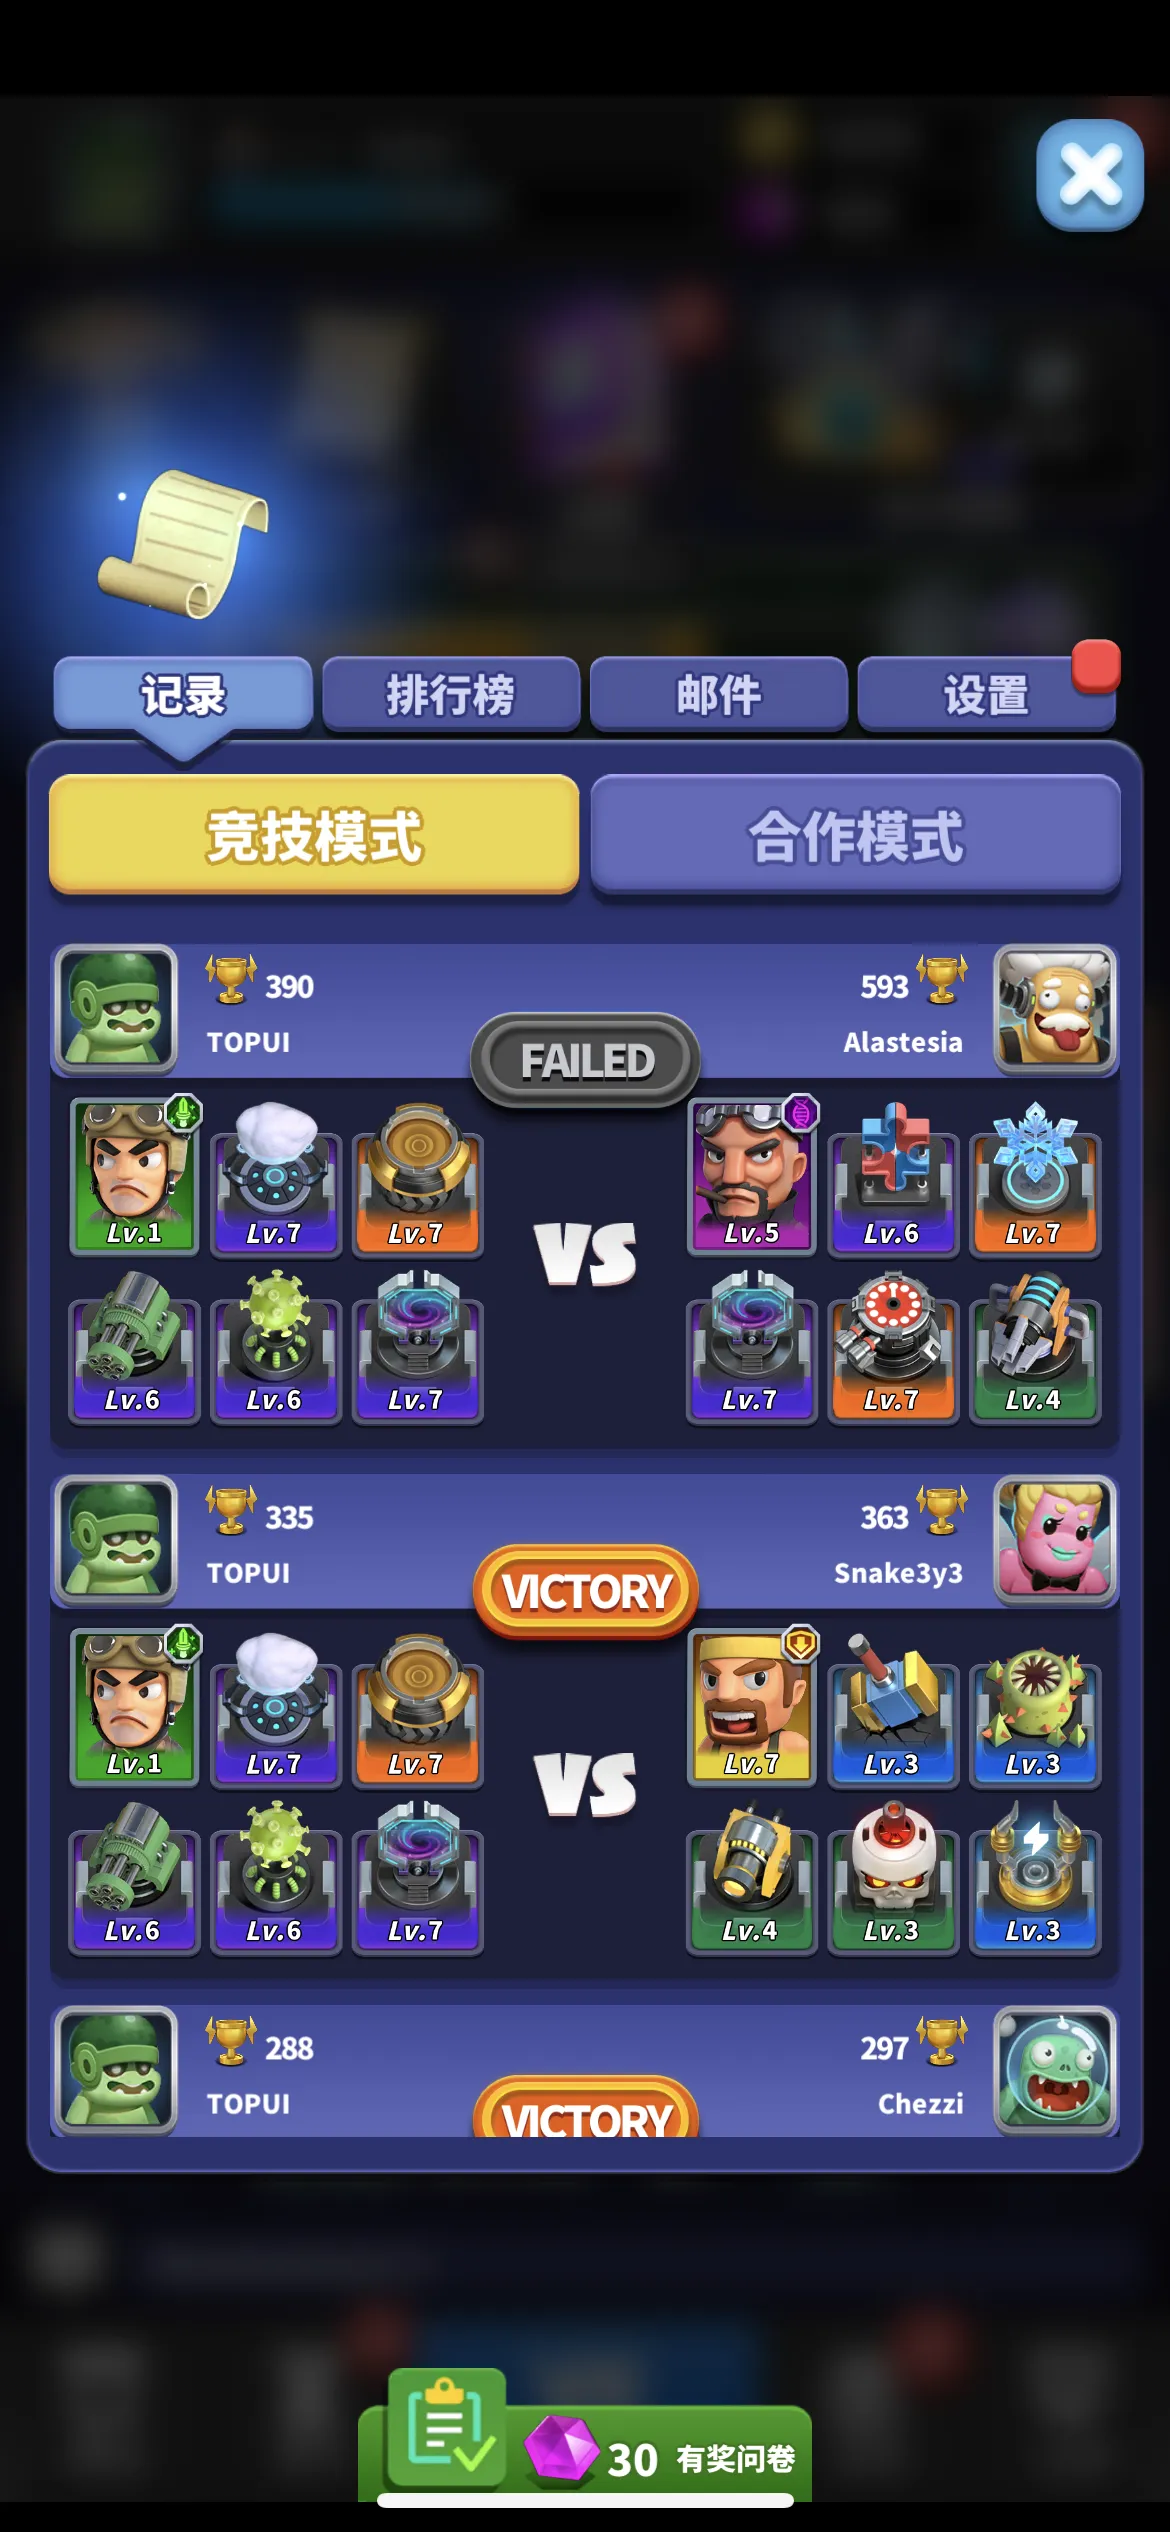 记录 排行榜 邮件 设置
竞技模式 合作模式
390 593
TOPUI Alastesia
FAILED
Lv.1 Lv.7 Lv.7 Lv.5 Lv.6 Lv.7
VS
Lv.6 Lv.6 Lv.7 Lv.7 Lv.7 Lv.4
335 363
TOPUI Snake3y3
VICTORY
Lv.1 Lv.7 Lv.7 Lv.7 Lv.3 Lv.3
VS
Lv.6 Lv.6 Lv.7 Lv.4 Lv.3 Lv.3
288 297
TOPUI Chezzi
VICTORY
30 有奖问卷